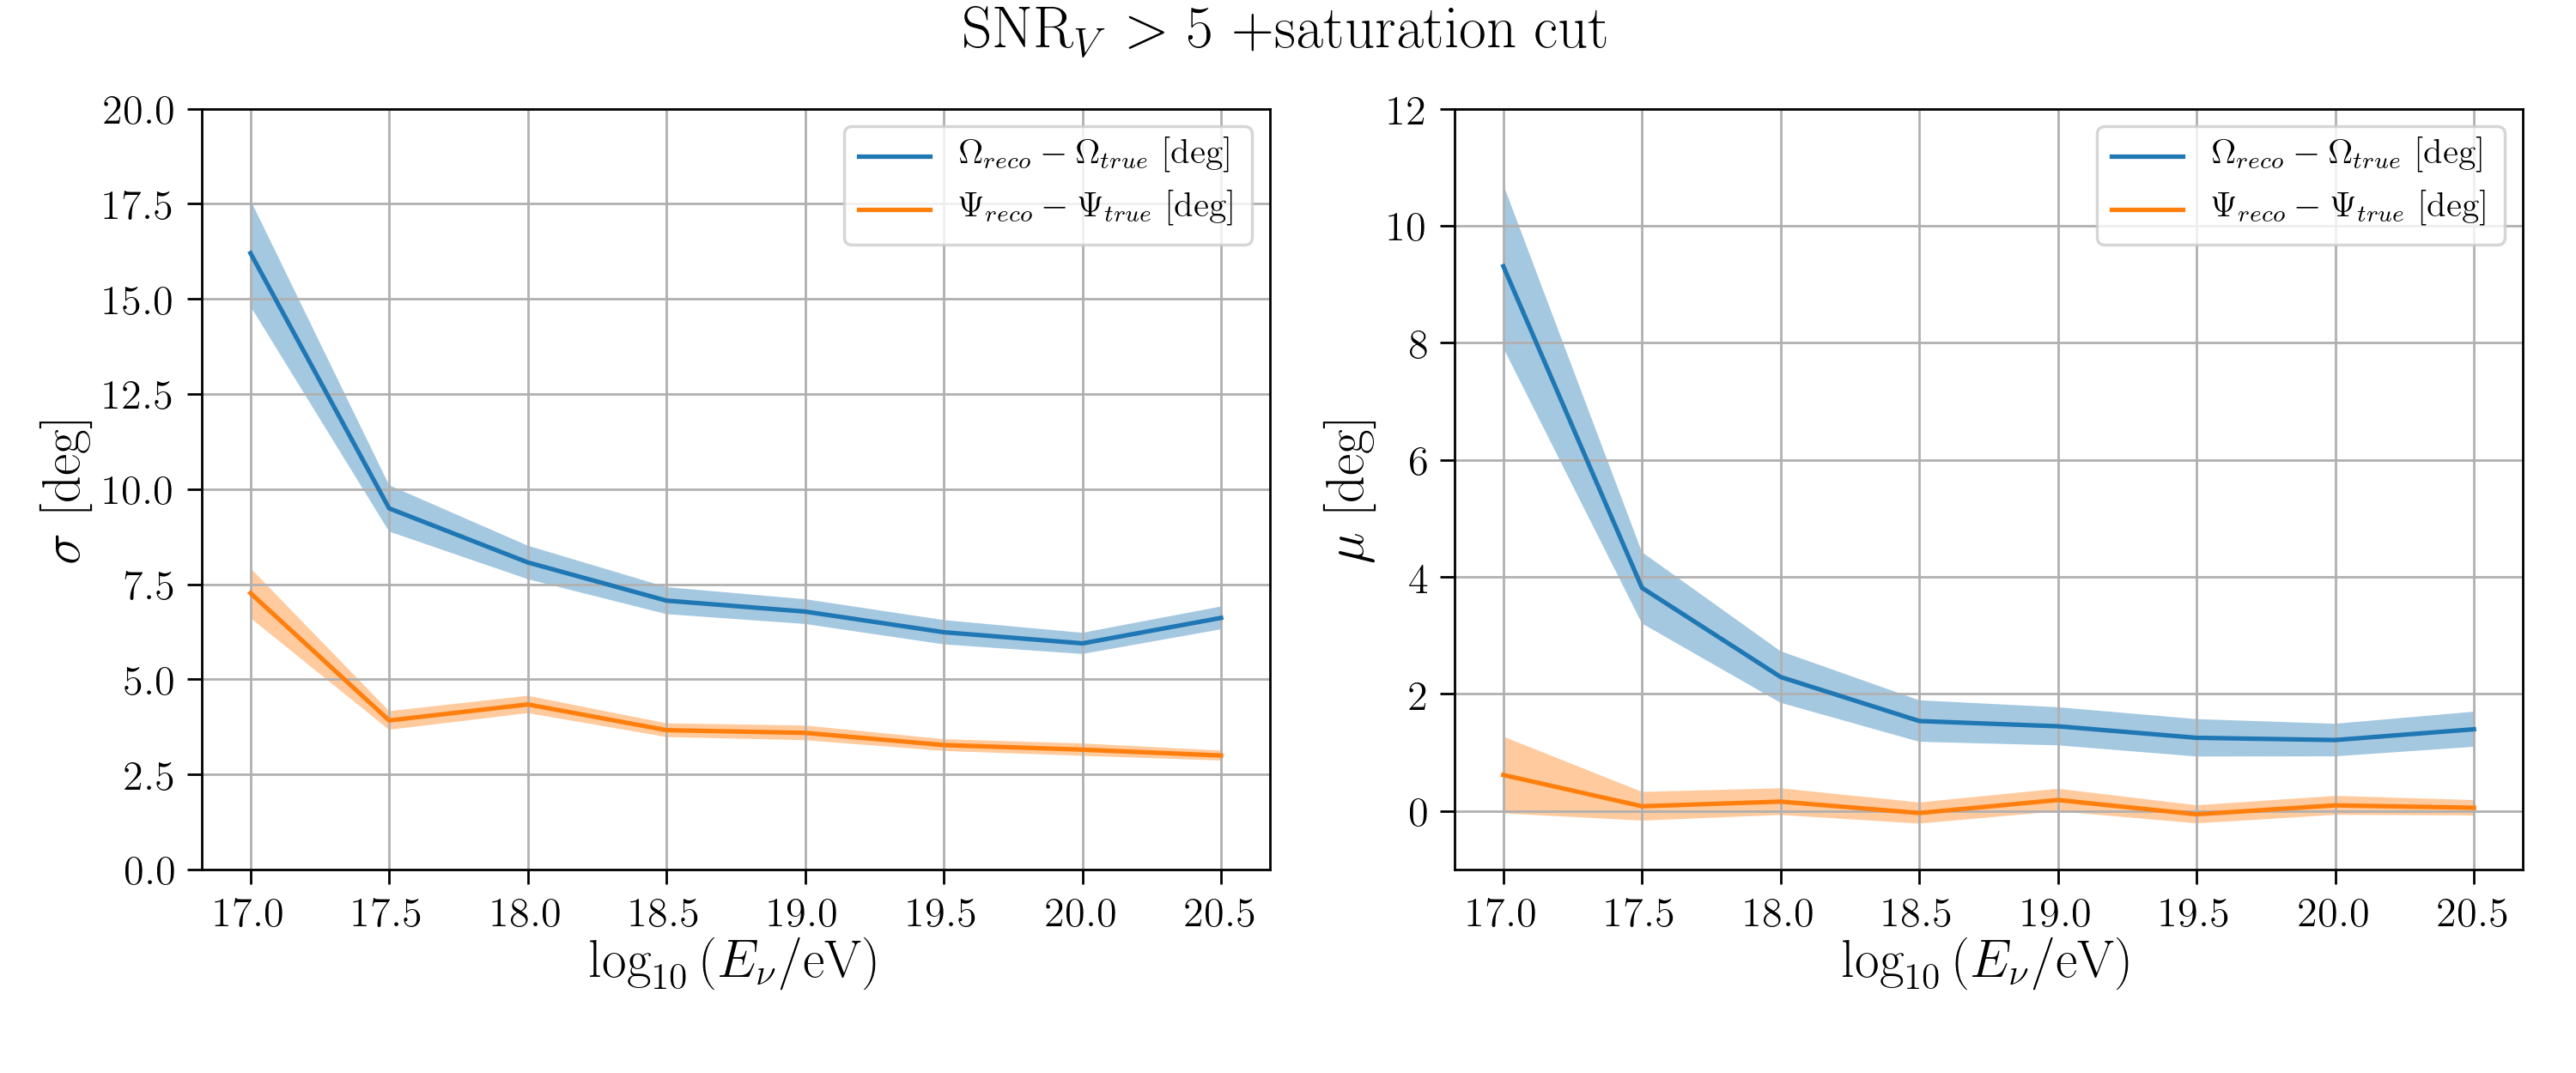 SNR_V > 5 +saturation cut
20.0
17.5
15.0
12.5
10.0
7.5
5.0
2.5
0.0
σ [deg]
Ω_reco − Ω_true [deg]
Ψ_reco − Ψ_true [deg]
17.0 17.5 18.0 18.5 19.0 19.5 20.0 20.5
log₁₀ (E_ν/eV)
12
10
8
6
4
2
0
μ [deg]
Ω_reco − Ω_true [deg]
Ψ_reco − Ψ_true [deg]
17.0 17.5 18.0 18.5 19.0 19.5 20.0 20.5
log₁₀ (E_ν/eV)